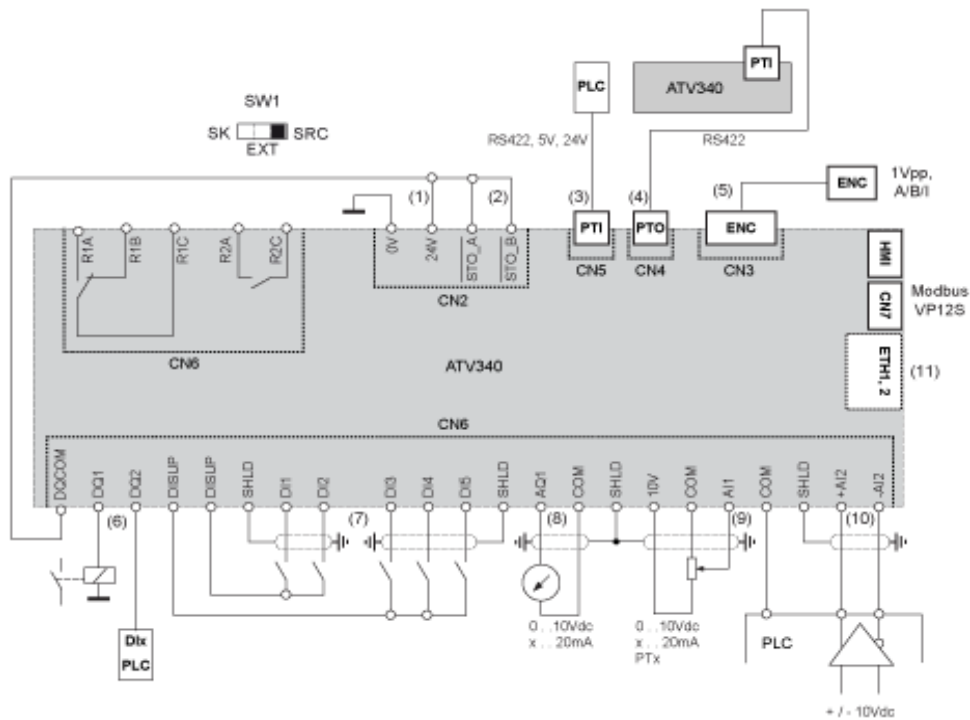 PTI
PLC
ATV340
SW1
SK
SRC
EXT
RS422, 5V, 24V
RS422
ENC
1Vpp,
A/B/I
(1)
(2)
(3)
(4)
(5)
R1A
R1B
R1C
R2A
R2C
0V
24V
STO_A
STO_B
PTI
PTO
ENC
CN5
CN4
CN3
CN2
HMI
CN7
Modbus
VP12S
CN6
ATV340
ETH1, 2
(11)
CN6
DQCOM
DQ1
DQ2
DISUP
DISUP
SHLD
DI1
DI2
DI3
DI4
DI5
SHLD
AQ1
COM
SHLD
10V
COM
AI1
COM
SHLD
+AI2
-AI2
(6)
(7)
(8)
(9)
(10)
DIx
PLC
0 . . 10Vdc
x . . 20mA
0 . . 10Vdc
x . . 20mA
PTx
PLC
+ / - 10Vdc